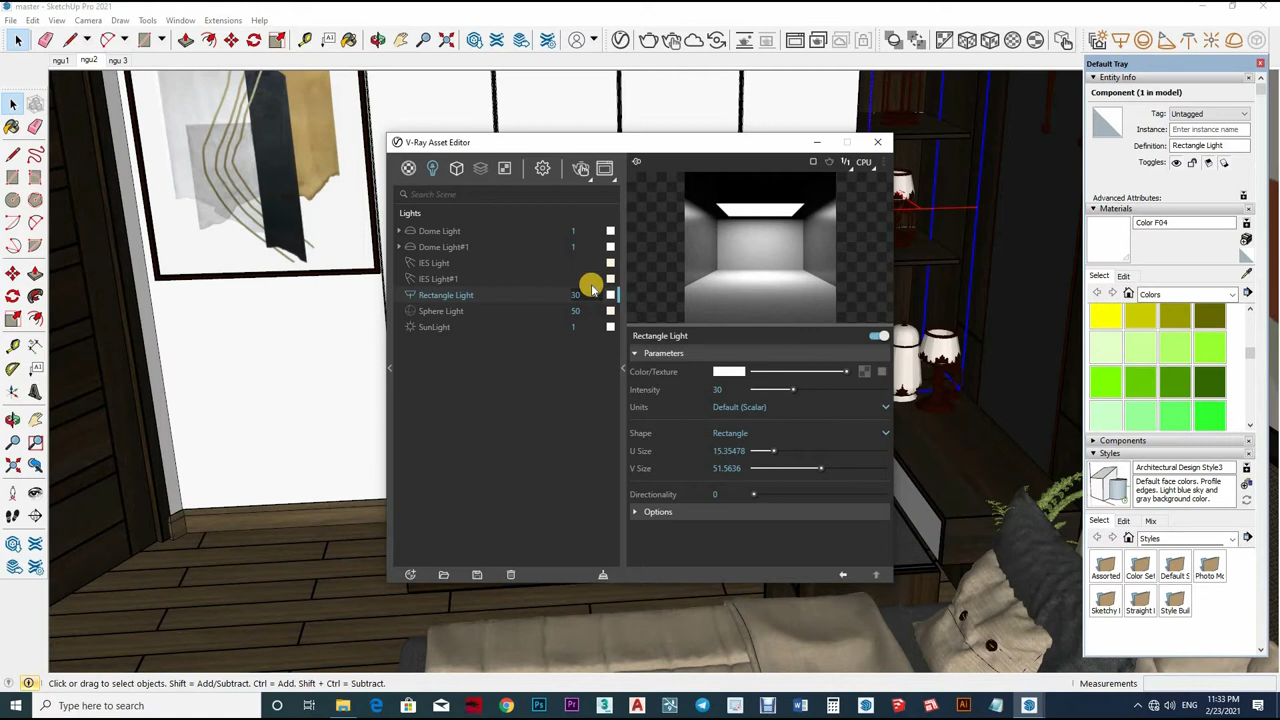 master - SketchUp Pro 2021
File Edit View Camera Draw Tools Window Extensions Help
ngu1 ngu2 ngu 3
Default Tray
Entity Info
Component (1 in model)
Tag: Untagged
Instance: Enter instance name
Definition: Rectangle Light
Toggles:
Advanced Attributes:
Materials
Color F04
Select Edit
Colors
Components
Styles
Architectural Design Style3
Default face colors. Profile
edges. Light blue sky and
gray background color.
Select Edit Mix
Styles
Assorted Color Se Default S Photo Mo
Sketchy Straight L Style Buil
V-Ray Asset Editor
1/1 CPU
Search Scene
Lights
Dome Light 1
Dome Light#1 1
IES Light
IES Light#1
Rectangle Light 30
Sphere Light 50
SunLight 1
Rectangle Light
Parameters
Color/Texture
Intensity 30
Units Default (Scalar)
Shape Rectangle
U Size 15.35478
V Size 51.5636
Directionality 0
Options
Click or drag to select objects. Shift = Add/Subtract. Ctrl = Add. Shift + Ctrl = Subtract.
Measurements
Type here to search
ENG
11:33 PM
2/23/2021